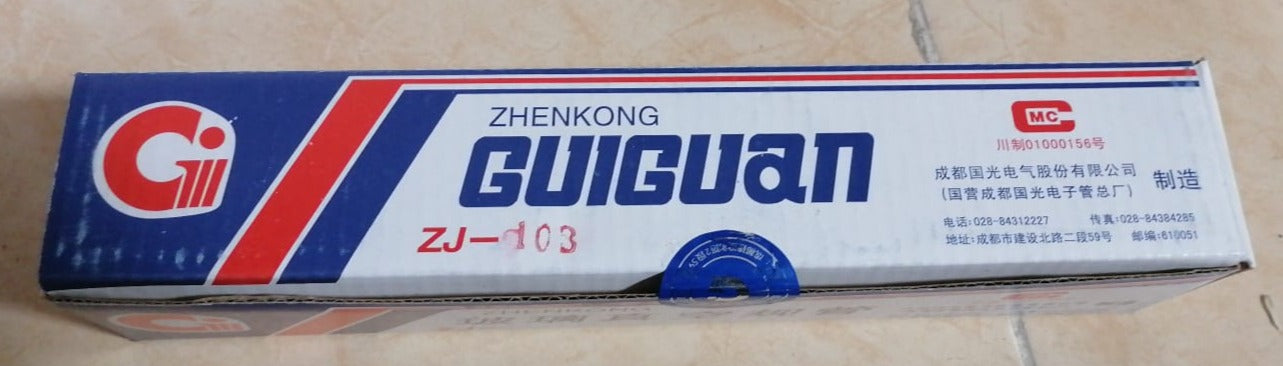 ZHENKONG
GUIGUAN
ZJ-d03
MC
川制01000156号
成都国光电气股份有限公司
(国营成都国光电子管总厂)
制造
电话:028-84312227 传真:028-84384285
地址:成都市建设北路二段59号 邮编:610051
ZHENKONG